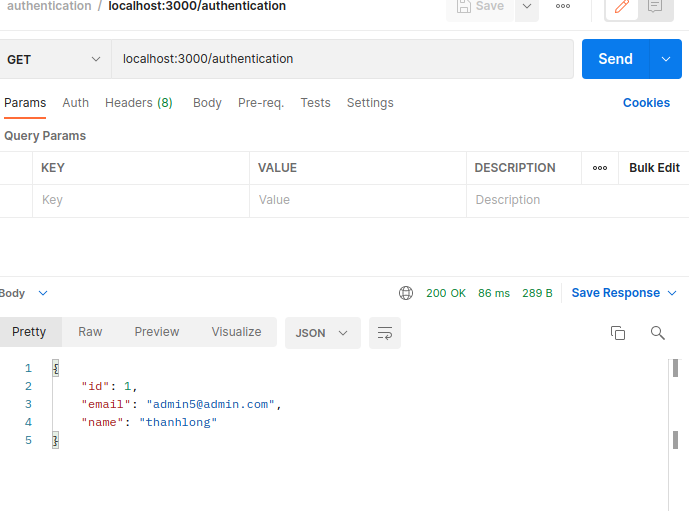 authentication / localhost:3000/authentication Save
GET localhost:3000/authentication Send
Params Auth Headers (8) Body Pre-req. Tests Settings Cookies
Query Params
KEY VALUE DESCRIPTION Bulk Edit
Key Value Description
Body 200 OK 86 ms 289 B Save Response
Pretty Raw Preview Visualize JSON
1 {
2 "id": 1,
3 "email": "admin5@admin.com",
4 "name": "thanhlong"
5 }